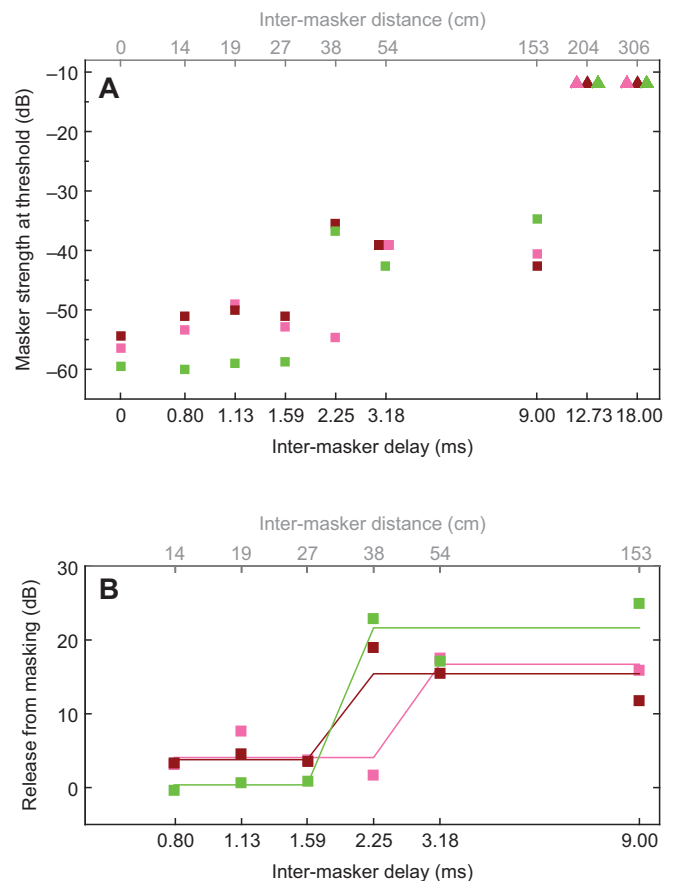 Inter-masker distance (cm)
0 14 19 27 38 54 153 204 306
A
Masker strength at threshold (dB)
–10
–20
–30
–40
–50
–60
0 0.80 1.13 1.59 2.25 3.18 9.00 12.73 18.00
Inter-masker delay (ms)
Inter-masker distance (cm)
14 19 27 38 54 153
B
Release from masking (dB)
30
20
10
0
0.80 1.13 1.59 2.25 3.18 9.00
Inter-masker delay (ms)